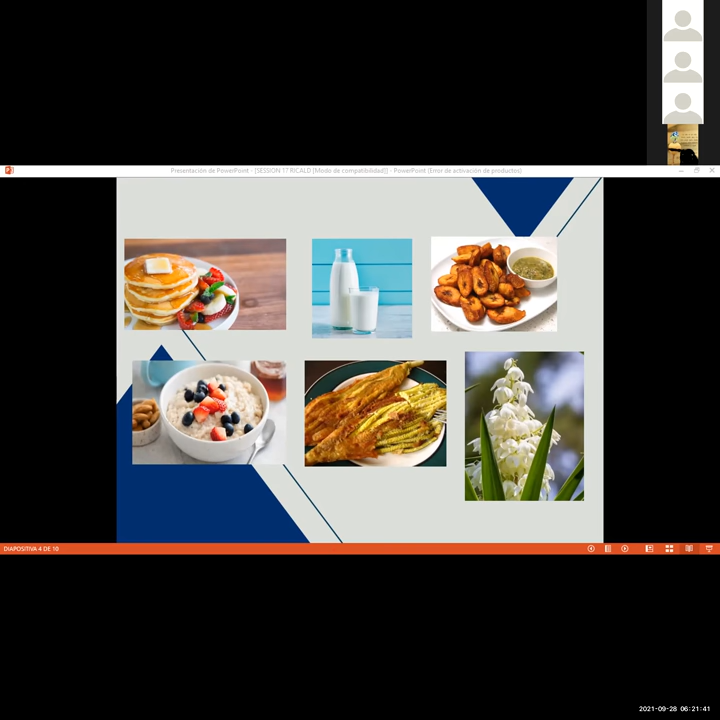 Presentación de PowerPoint - [SESSION 17 RICALD [Modo de compatibilidad]] - PowerPoint (Error de activación de productos)
DIAPOSITIVA 4 DE 10
2021-09-28 06:21:41